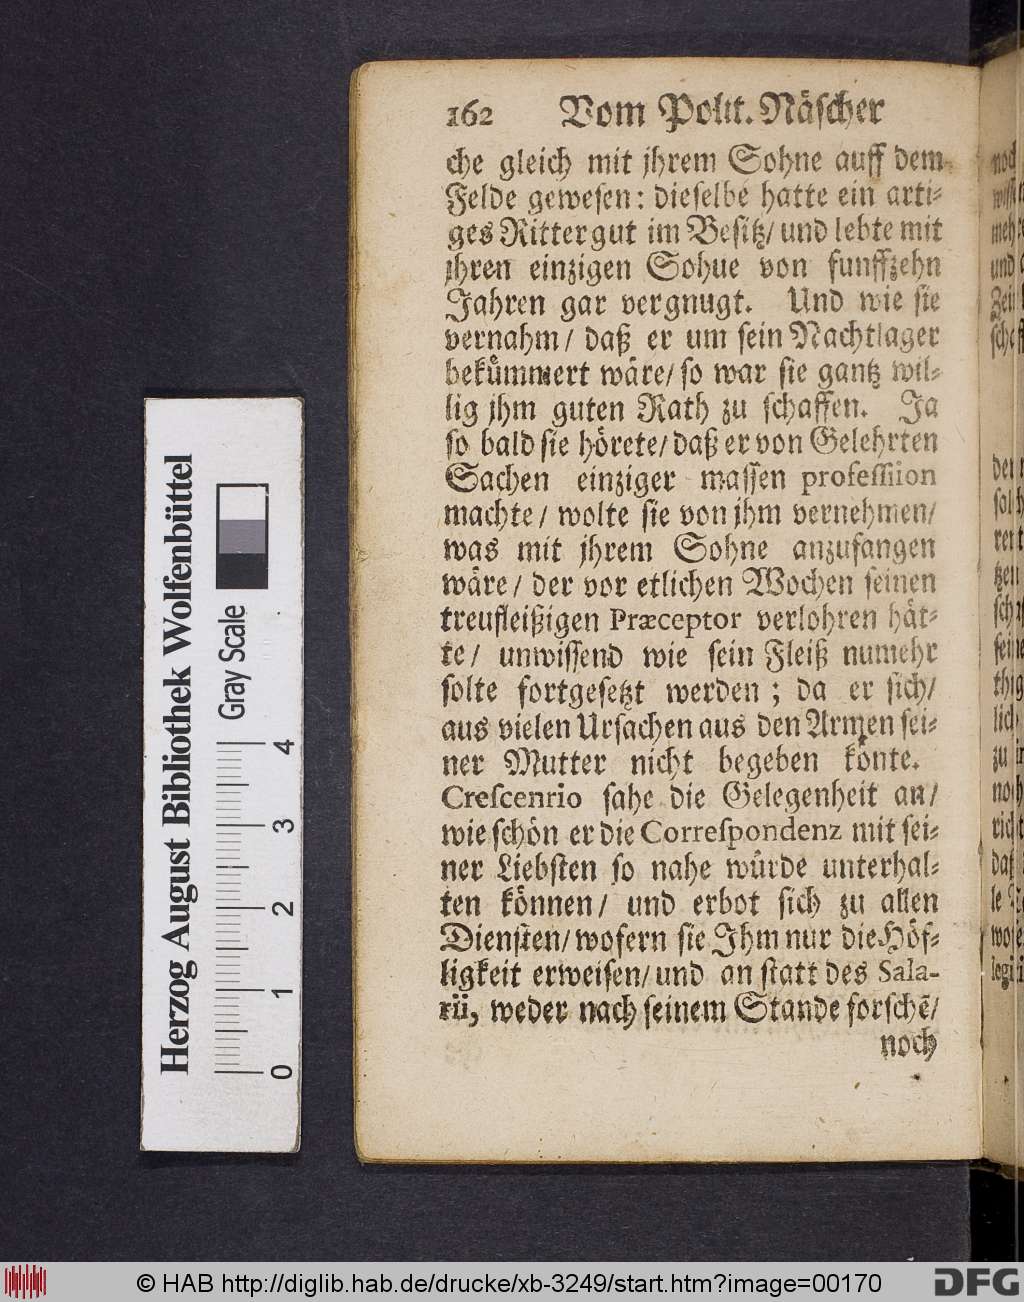 162 Vom Polit. Näscher
che gleich mit jhrem Sohne auff dem
Felde gewesen: dieselbe hatte ein arti-
ges Rittergut im Besitz/ und lebte mit
jhren einzigen Sohue von funffzehn
Jahren gar vergnugt. Und wie sie
vernahm/ daß er um sein Nachtlager
bekümmert wäre/ so war sie gantz wil-
lig jhm guten Rath zu schaffen. Ja
so bald sie hörete/ daß er von Gelehrten
Sachen einziger massen professiion
machte/ wolte sie von jhm vernehmen/
was mit jhrem Sohne anzufangen
wäre/ der vor etlichen Wochen seinen
treufleißigen Præceptor verlohren hät-
te/ unwissend wie sein Fleiß numehr
solte fortgesetzt werden; da er sich/
aus vielen Ursachen aus den Armen sei-
ner Mutter nicht begeben könte.
Crescenrio sahe die Gelegenheit an/
wie schön er die Correspondenz mit sei-
ner Liebsten so nahe würde unterhal-
ten können/ und erbot sich zu allen
Diensten/ wofern sie Ihm nur die Höf-
ligkeit erweisen/ und an statt des Sala-
rii, weder nach seinem Stande forschē/
noch
Herzog August Bibliothek Wolfenbüttel
Gray Scale
0 1 2 3 4
© HAB http://diglib.hab.de/drucke/xb-3249/start.htm?image=00170
DFG